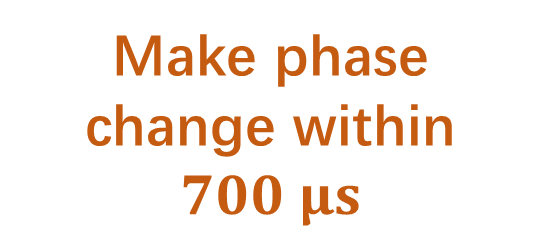 Make phase
change within
700 μs